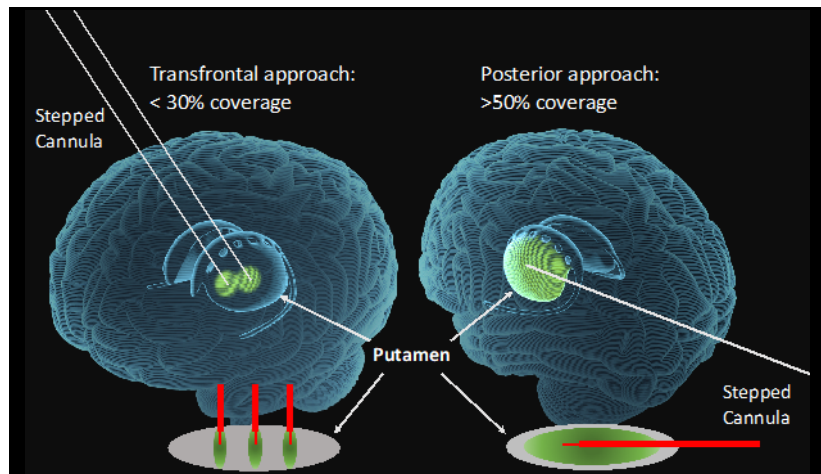 Transfrontal approach:
< 30% coverage
Stepped
Cannula
Posterior approach:
>50% coverage
Putamen
Stepped
Cannula